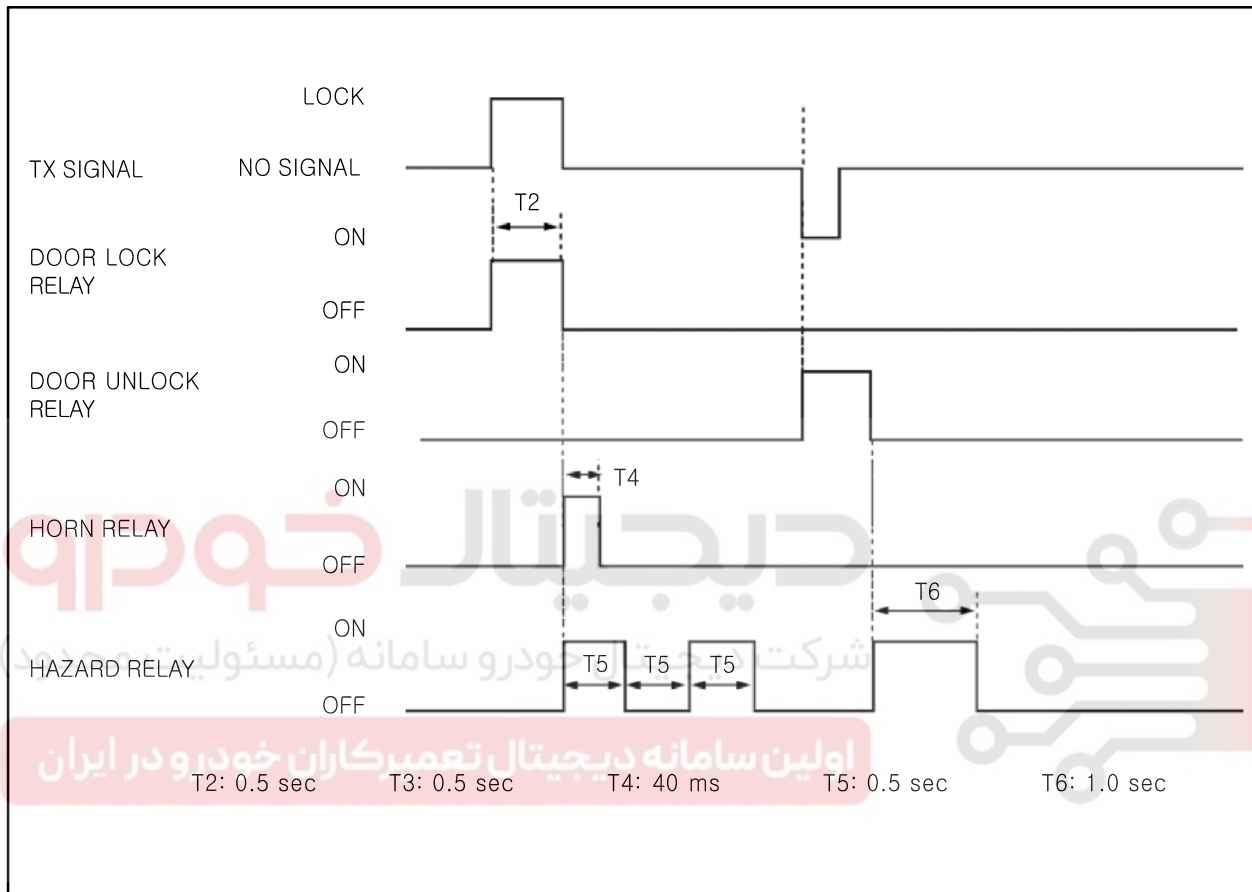 LOCK
TX SIGNAL NO SIGNAL
T2
ON
DOOR LOCK
RELAY
OFF
ON
DOOR UNLOCK
RELAY
OFF
T4
ON
HORN RELAY
OFF
دیجیتال خودرو
T6
ON
شرکت دیجیتال خودرو سامانه (مسئولیت محدود)
HAZARD RELAY
T5 T5 T5
OFF
اولین سامانه دیجیتال تعمیرکاران خودرو در ایران
T2: 0.5 sec T3: 0.5 sec T4: 40 ms T5: 0.5 sec T6: 1.0 sec